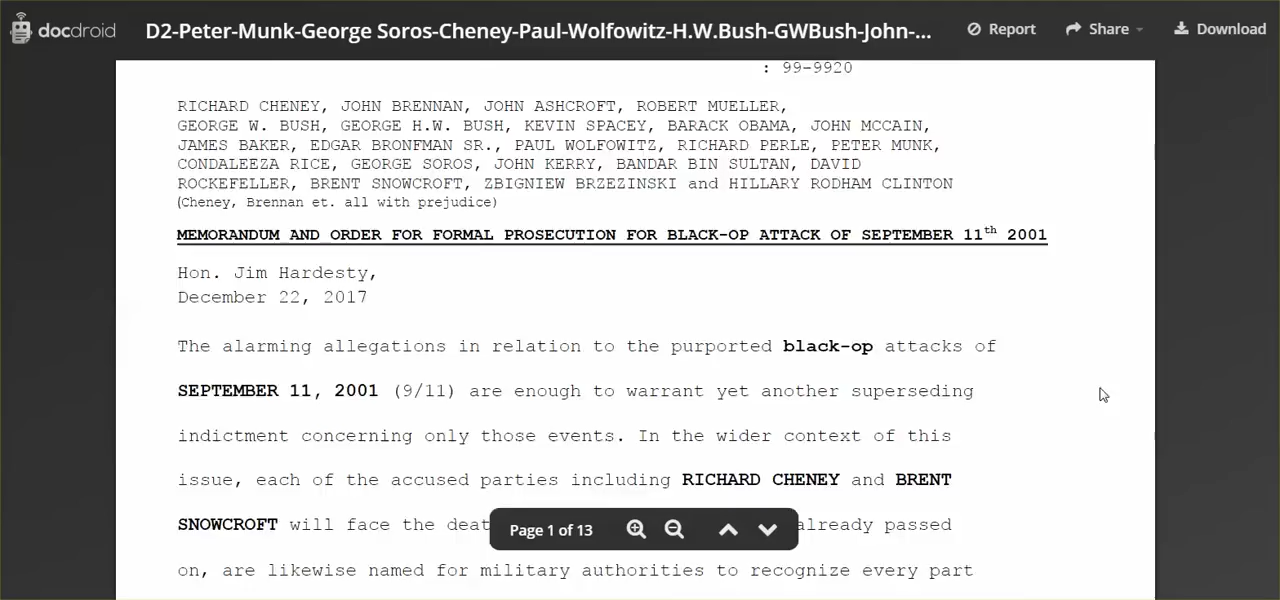 docdroid
D2-Peter-Munk-George Soros-Cheney-Paul-Wolfowitz-H.W.Bush-GWBush-John-...
Report
Share
Download
: 99-9920
RICHARD CHENEY, JOHN BRENNAN, JOHN ASHCROFT, ROBERT MUELLER,
GEORGE W. BUSH, GEORGE H.W. BUSH, KEVIN SPACEY, BARACK OBAMA, JOHN MCCAIN,
JAMES BAKER, EDGAR BRONFMAN SR., PAUL WOLFOWITZ, RICHARD PERLE, PETER MUNK,
CONDALEEZA RICE, GEORGE SOROS, JOHN KERRY, BANDAR BIN SULTAN, DAVID
ROCKEFELLER, BRENT SNOWCROFT, ZBIGNIEW BRZEZINSKI and HILLARY RODHAM CLINTON
(Cheney, Brennan et. all with prejudice)
MEMORANDUM AND ORDER FOR FORMAL PROSECUTION FOR BLACK-OP ATTACK OF SEPTEMBER 11th 2001
Hon. Jim Hardesty,
December 22, 2017
The alarming allegations in relation to the purported black-op attacks of
SEPTEMBER 11, 2001 (9/11) are enough to warrant yet another superseding
indictment concerning only those events. In the wider context of this
issue, each of the accused parties including RICHARD CHENEY and BRENT
SNOWCROFT will face the already passed
Page 1 of 13
on, are likewise named for military authorities to recognize every part